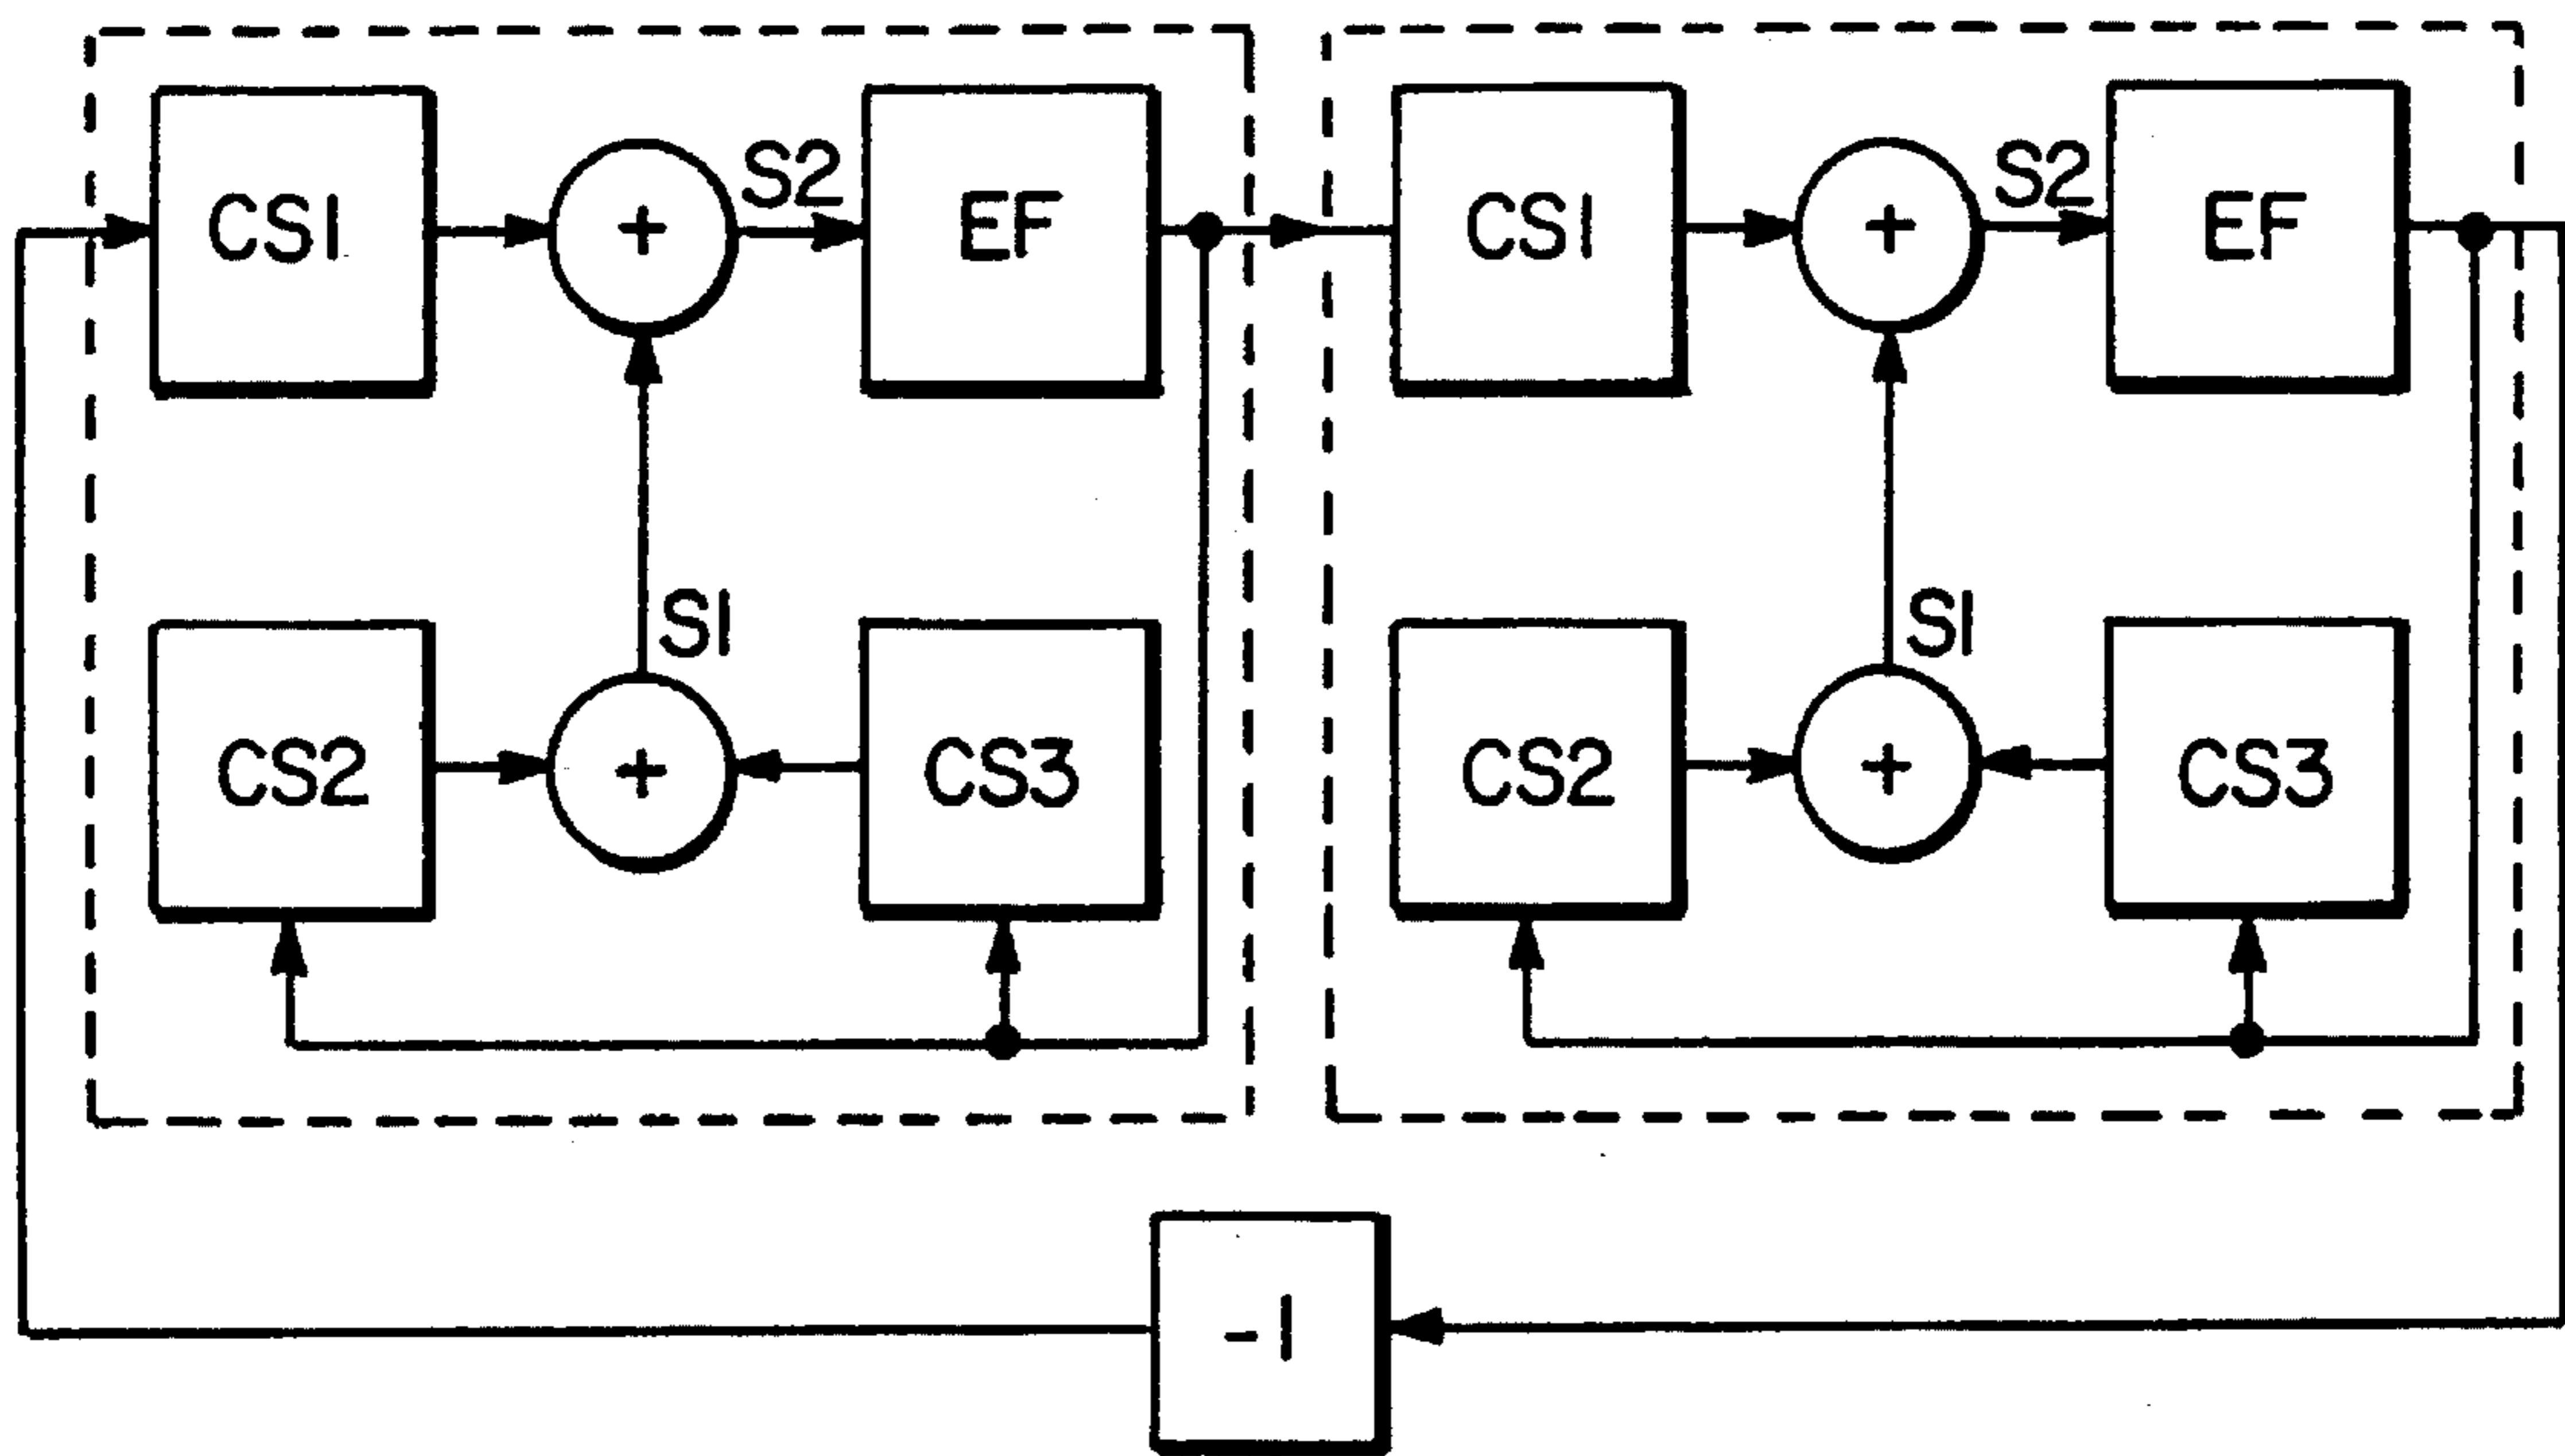 CS1 + S2 EF CS1 + S2 EF
S1 S1
CS2 + CS3 CS2 + CS3
-1